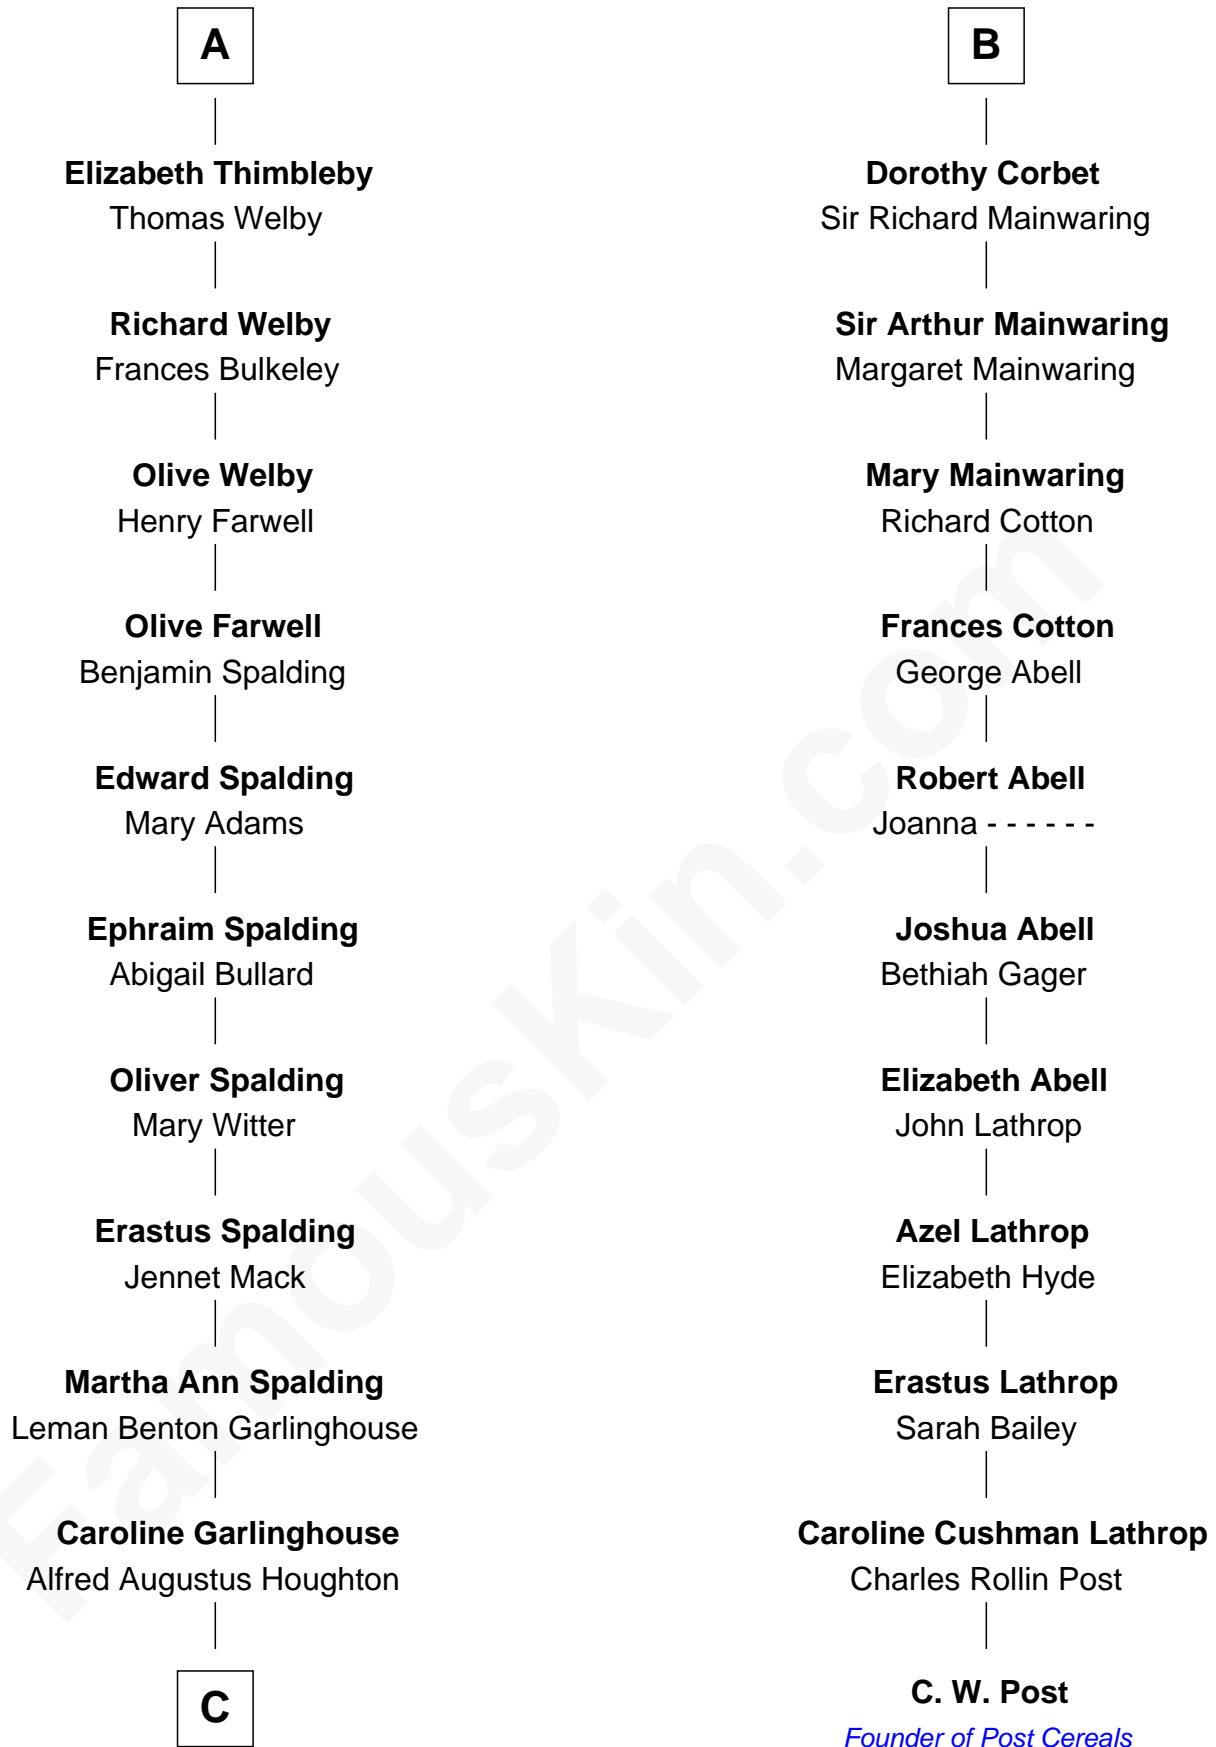 A
Elizabeth Thimbleby
Thomas Welby
Richard Welby
Frances Bulkeley
Olive Welby
Henry Farwell
Olive Farwell
Benjamin Spalding
Edward Spalding
Mary Adams
Ephraim Spalding
Abigail Bullard
Oliver Spalding
Mary Witter
Erastus Spalding
Jennet Mack
Martha Ann Spalding
Leman Benton Garlinghouse
Caroline Garlinghouse
Alfred Augustus Houghton
C
B
Dorothy Corbet
Sir Richard Mainwaring
Sir Arthur Mainwaring
Margaret Mainwaring
Mary Mainwaring
Richard Cotton
Frances Cotton
George Abell
Robert Abell
Joanna - - - - - -
Joshua Abell
Bethiah Gager
Elizabeth Abell
John Lathrop
Azel Lathrop
Elizabeth Hyde
Erastus Lathrop
Sarah Bailey
Caroline Cushman Lathrop
Charles Rollin Post
C. W. Post
Founder of Post Cereals
FamousKin.com